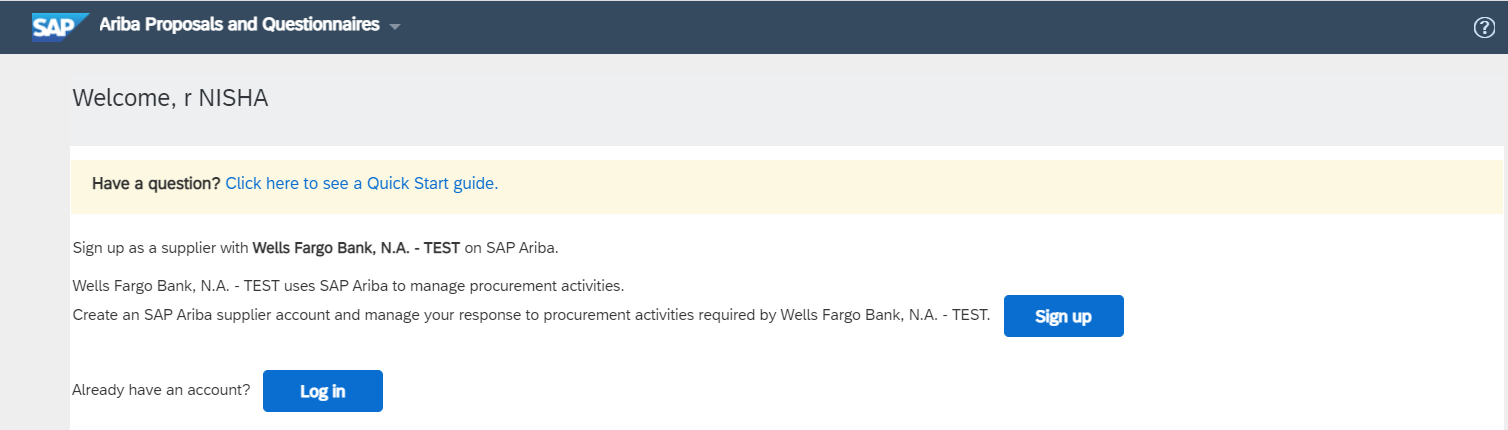 SAP Ariba Proposals and Questionnaires
?
Welcome, r NISHA
Have a question? Click here to see a Quick Start guide.
Sign up as a supplier with Wells Fargo Bank, N.A. - TEST on SAP Ariba.
Wells Fargo Bank, N.A. - TEST uses SAP Ariba to manage procurement activities.
Create an SAP Ariba supplier account and manage your response to procurement activities required by Wells Fargo Bank, N.A. - TEST. Sign up
Already have an account? Log in